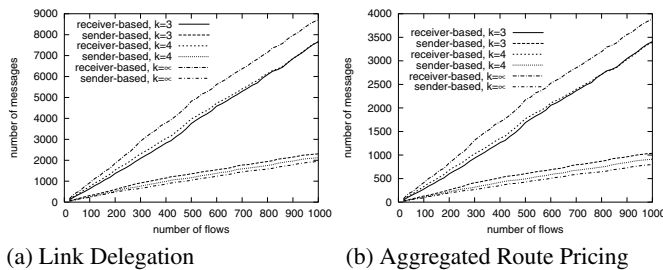 9000
8000
7000
6000
5000
4000
3000
2000
1000
0
number of messages
receiver-based, k=3
sender-based, k=3
receiver-based, k=4
sender-based, k=4
receiver-based, k=∞
sender-based, k=∞
0 100 200 300 400 500 600 700 800 900 1000
number of flows
(a) Link Delegation
4000
3500
3000
2500
2000
1500
1000
500
0
number of messages
receiver-based, k=3
sender-based, k=3
receiver-based, k=4
sender-based, k=4
receiver-based, k=∞
sender-based, k=∞
0 100 200 300 400 500 600 700 800 900 1000
number of flows
(b) Aggregated Route Pricing